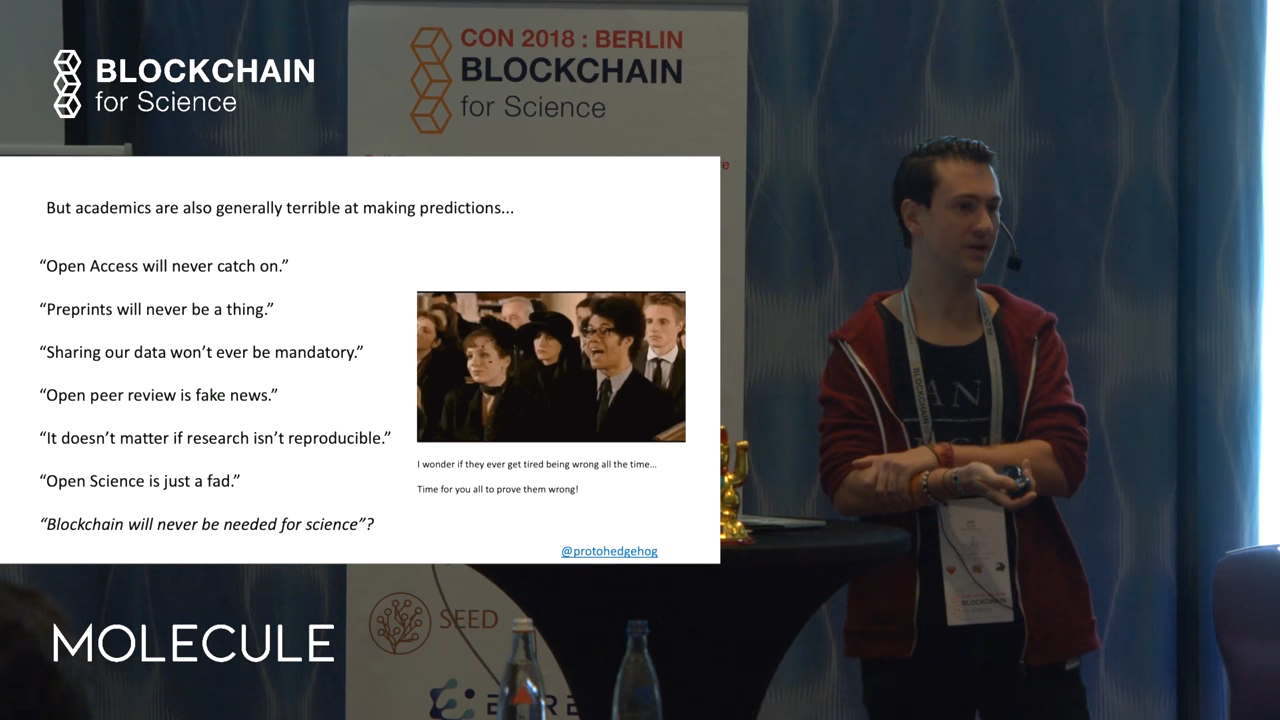 BLOCKCHAIN
for Science
CON 2018 : BERLIN
BLOCKCHAIN
for Science
But academics are also generally terrible at making predictions...
“Open Access will never catch on.”
“Preprints will never be a thing.”
“Sharing our data won’t ever be mandatory.”
“Open peer review is fake news.”
“It doesn’t matter if research isn’t reproducible.”
“Open Science is just a fad.”
“Blockchain will never be needed for science”?
I wonder if they ever get tired being wrong all the time...
Time for you all to prove them wrong!
@protohedgehog
MOLECULE
SEED
BLOCKCHAIN
BLOCKCHAIN